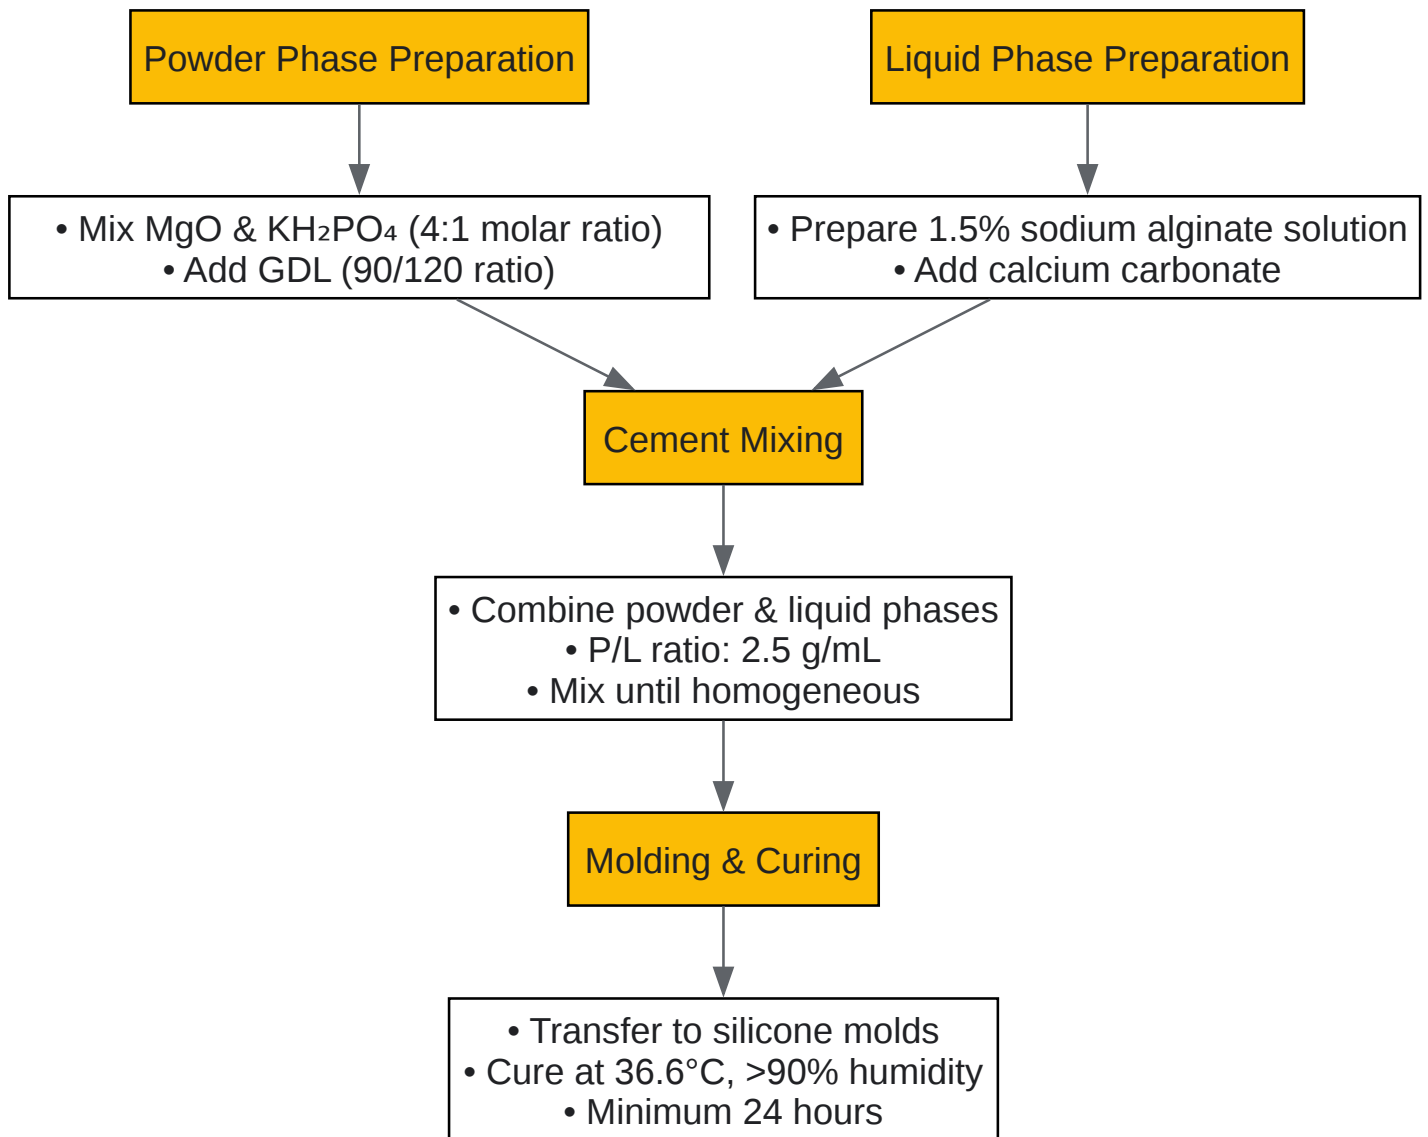 Powder Phase Preparation
Liquid Phase Preparation
• Mix MgO & KH₂PO₄ (4:1 molar ratio)
• Add GDL (90/120 ratio)
• Prepare 1.5% sodium alginate solution
• Add calcium carbonate
Cement Mixing
• Combine powder & liquid phases
• P/L ratio: 2.5 g/mL
• Mix until homogeneous
Molding & Curing
• Transfer to silicone molds
• Cure at 36.6°C, >90% humidity
• Minimum 24 hours